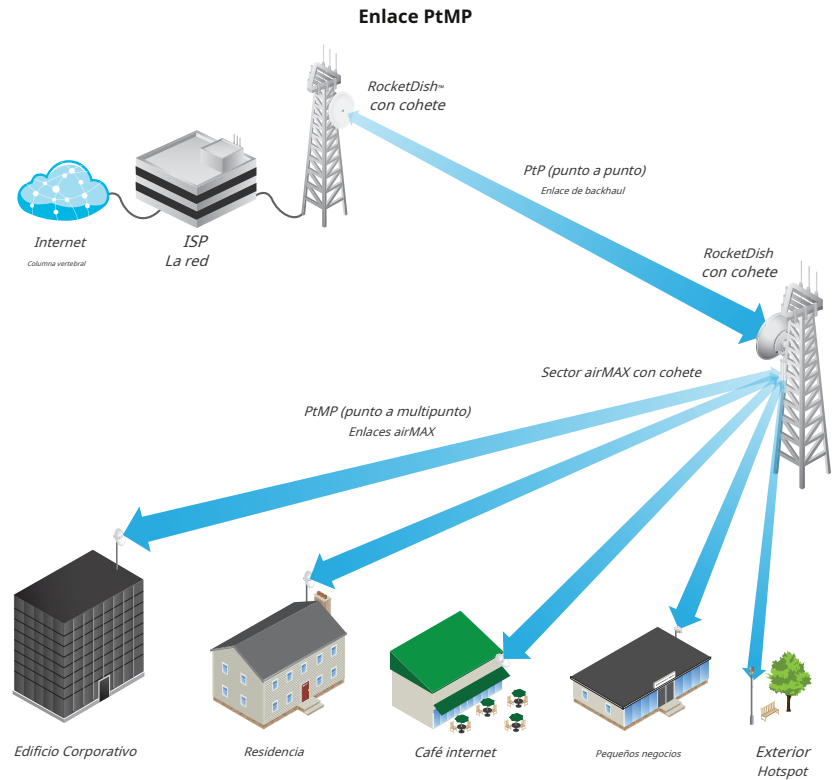 Enlace PtMP
RocketDish™
con cohete
PtP (punto a punto)
Enlace de backhaul
Internet
Columna vertebral
ISP
La red
RocketDish
con cohete
Sector airMAX con cohete
PtMP (punto a multipunto)
Enlaces airMAX
Edificio Corporativo
Residencia
Café internet
Pequeños negocios
Exterior
Hotspot